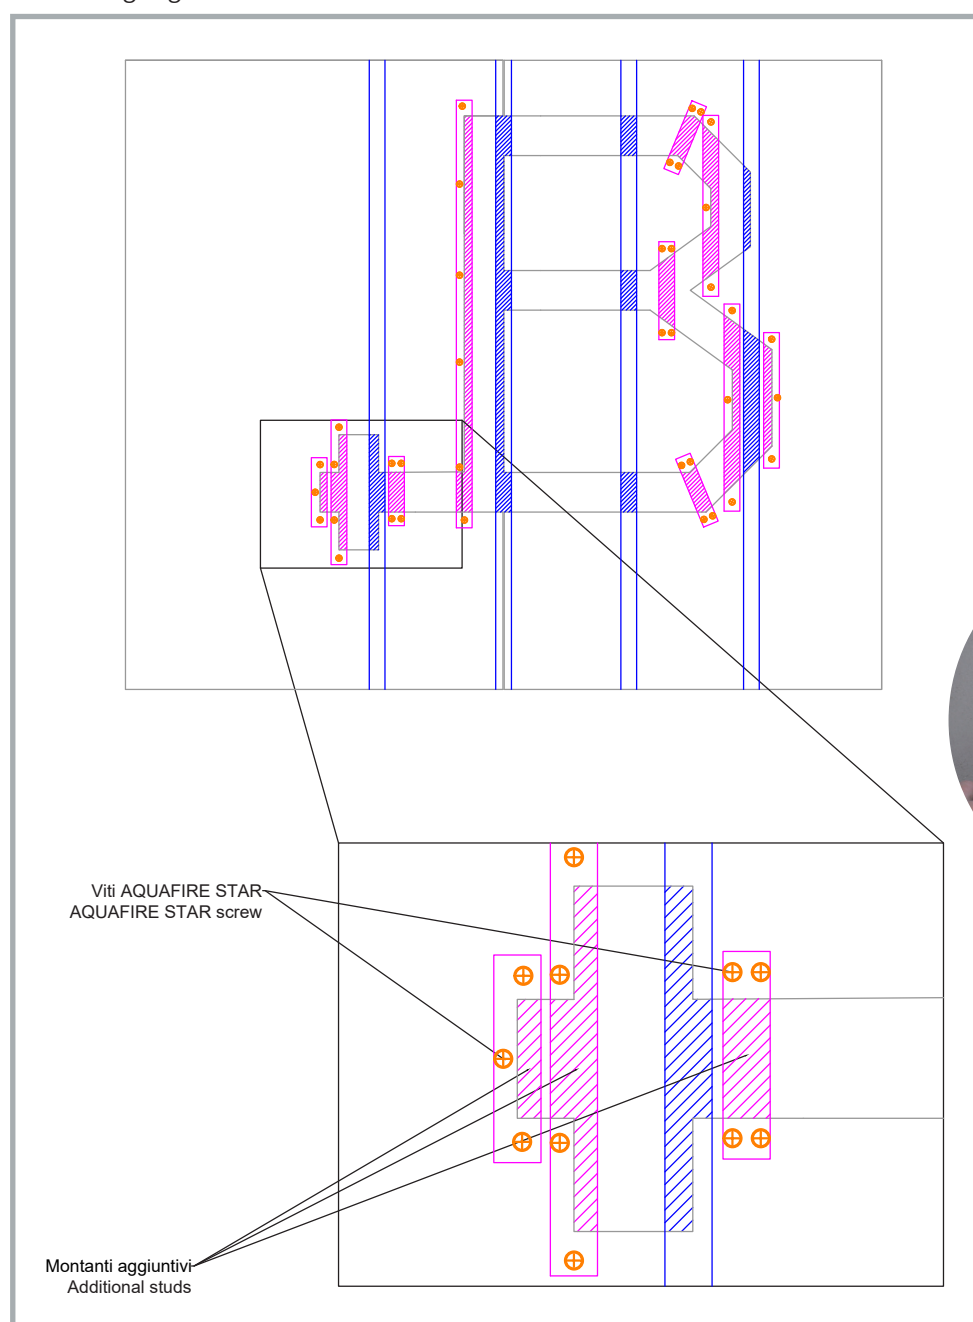 Viti AQUAFIRE STAR
AQUAFIRE STAR screw
Montanti aggiuntivi
Additional studs